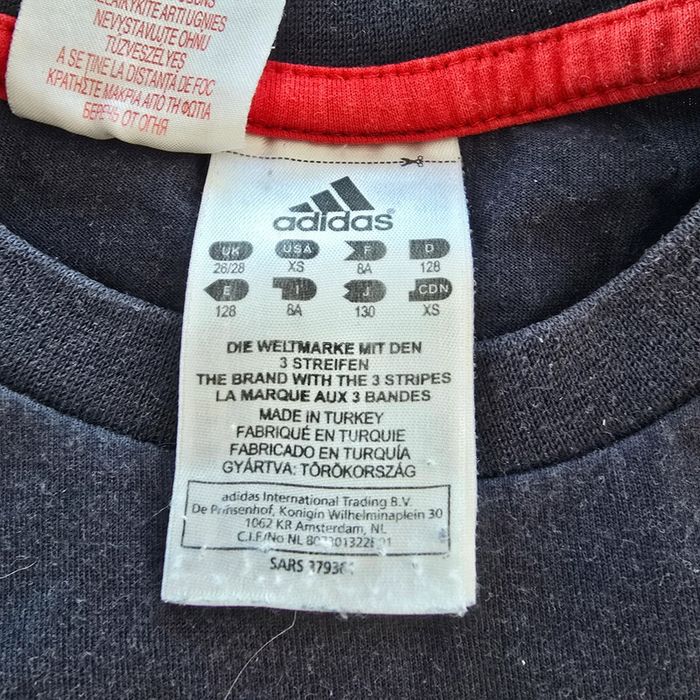 NEVYSTAVUJTE OHNU
TŰZVESZÉLYES
A SE ȚINE LA DISTANȚĂ DE FOC
ΚΡΑΤΗΣΤΕ ΜΑΚΡΙΑ ΑΠΟ ΤΗ ΦΩΤΙΑ
БЕРЕЧЬ ОТ ОГНЯ
adidas
UK USA F D
26/28 XS 8A 128
E I J CDN
128 8A 130 XS
DIE WELTMARKE MIT DEN
3 STREIFEN
THE BRAND WITH THE 3 STRIPES
LA MARQUE AUX 3 BANDES
MADE IN TURKEY
FABRIQUÉ EN TURQUIE
FABRICADO EN TURQUÍA
GYÁRTVA: TÖRÖKORSZÁG
adidas International Trading B.V.
De Prinsenhof, Konigin Wilhelminaplein 30
1062 KR Amsterdam, NL
C.I.F/No NL
SARS